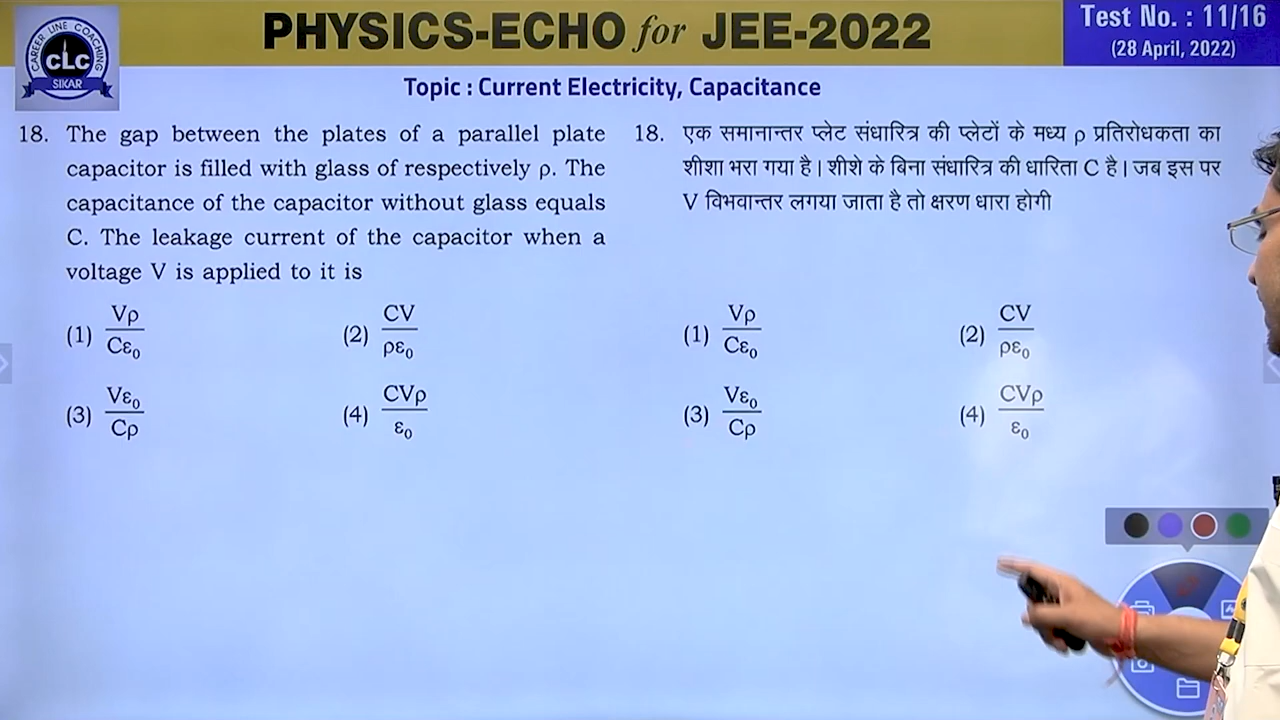 PHYSICS-ECHO for JEE-2022
Test No. : 11/16
(28 April, 2022)
CAREER LINE COACHING
CLC
SIKAR
Topic : Current Electricity, Capacitance
18. The gap between the plates of a parallel plate
capacitor is filled with glass of respectively ρ. The
capacitance of the capacitor without glass equals
C. The leakage current of the capacitor when a
voltage V is applied to it is
(1) Vρ/Cε₀ (2) CV/ρε₀
(3) Vε₀/Cρ (4) CVρ/ε₀
18. एक समानान्तर प्लेट संधारित्र की प्लेटों के मध्य ρ प्रतिरोधकता का
शीशा भरा गया है। शीशे के बिना संधारित्र की धारिता C है। जब इस पर
V विभवान्तर लगया जाता है तो क्षरण धारा होगी
(1) Vρ/Cε₀ (2) CV/ρε₀
(3) Vε₀/Cρ (4) CVρ/ε₀